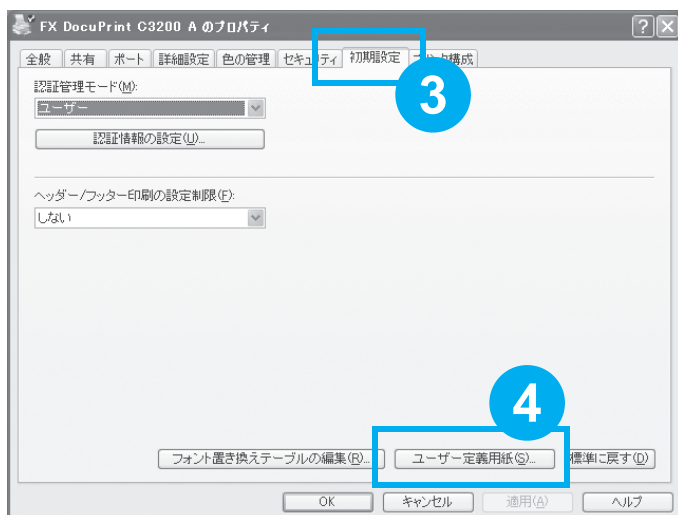 FX DocuPrint C3200 A のプロパティ
全般 共有 ポート 詳細設定 色の管理 セキュリティ 初期設定
3
認証管理モード(M):
ユーザー
認証情報の設定(U)...
ヘッダー/フッター印刷の設定制限(F):
しない
4
フォント置き換えテーブルの編集(R)... ユーザー定義用紙(S)... 標準に戻す(D)
OK キャンセル 適用(A) ヘルプ